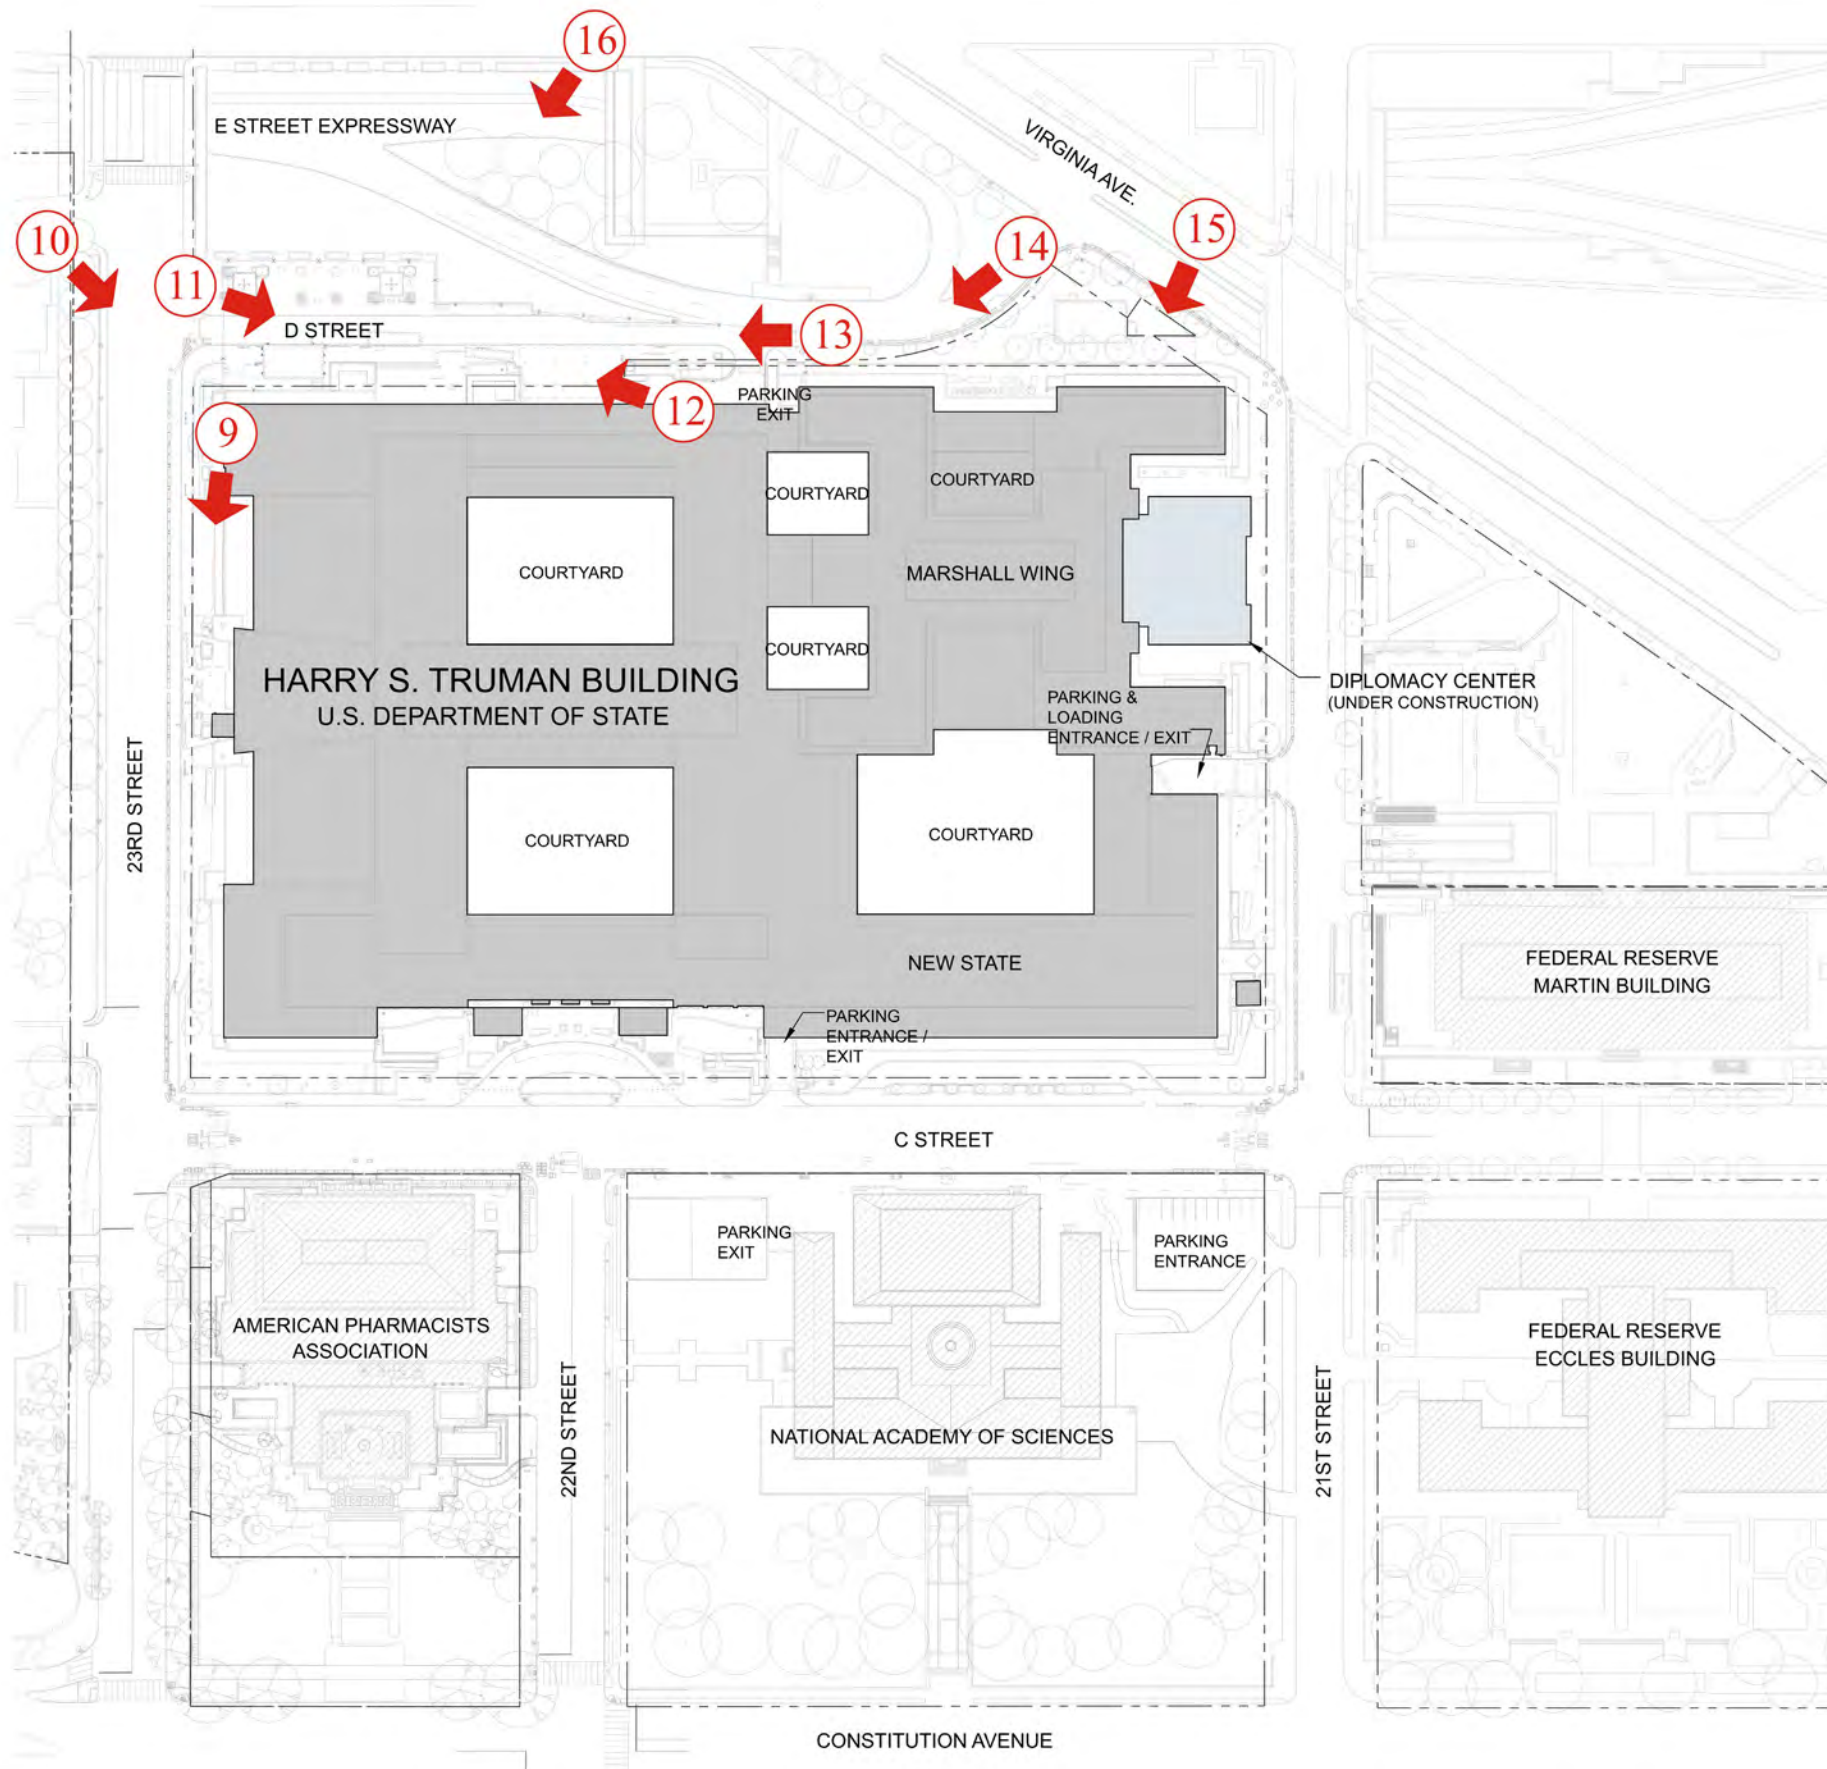 16
E STREET EXPRESSWAY
VIRGINIA AVE.
10
11
14
15
D STREET
13
12
PARKING
EXIT
9
COURTYARD
COURTYARD
COURTYARD
MARSHALL WING
COURTYARD
HARRY S. TRUMAN BUILDING
U.S. DEPARTMENT OF STATE
DIPLOMACY CENTER
(UNDER CONSTRUCTION)
PARKING &
LOADING
ENTRANCE / EXIT
23RD STREET
COURTYARD
COURTYARD
NEW STATE
FEDERAL RESERVE
MARTIN BUILDING
PARKING
ENTRANCE /
EXIT
C STREET
PARKING
EXIT
PARKING
ENTRANCE
AMERICAN PHARMACISTS
ASSOCIATION
FEDERAL RESERVE
ECCLES BUILDING
22ND STREET
NATIONAL ACADEMY OF SCIENCES
21ST STREET
CONSTITUTION AVENUE